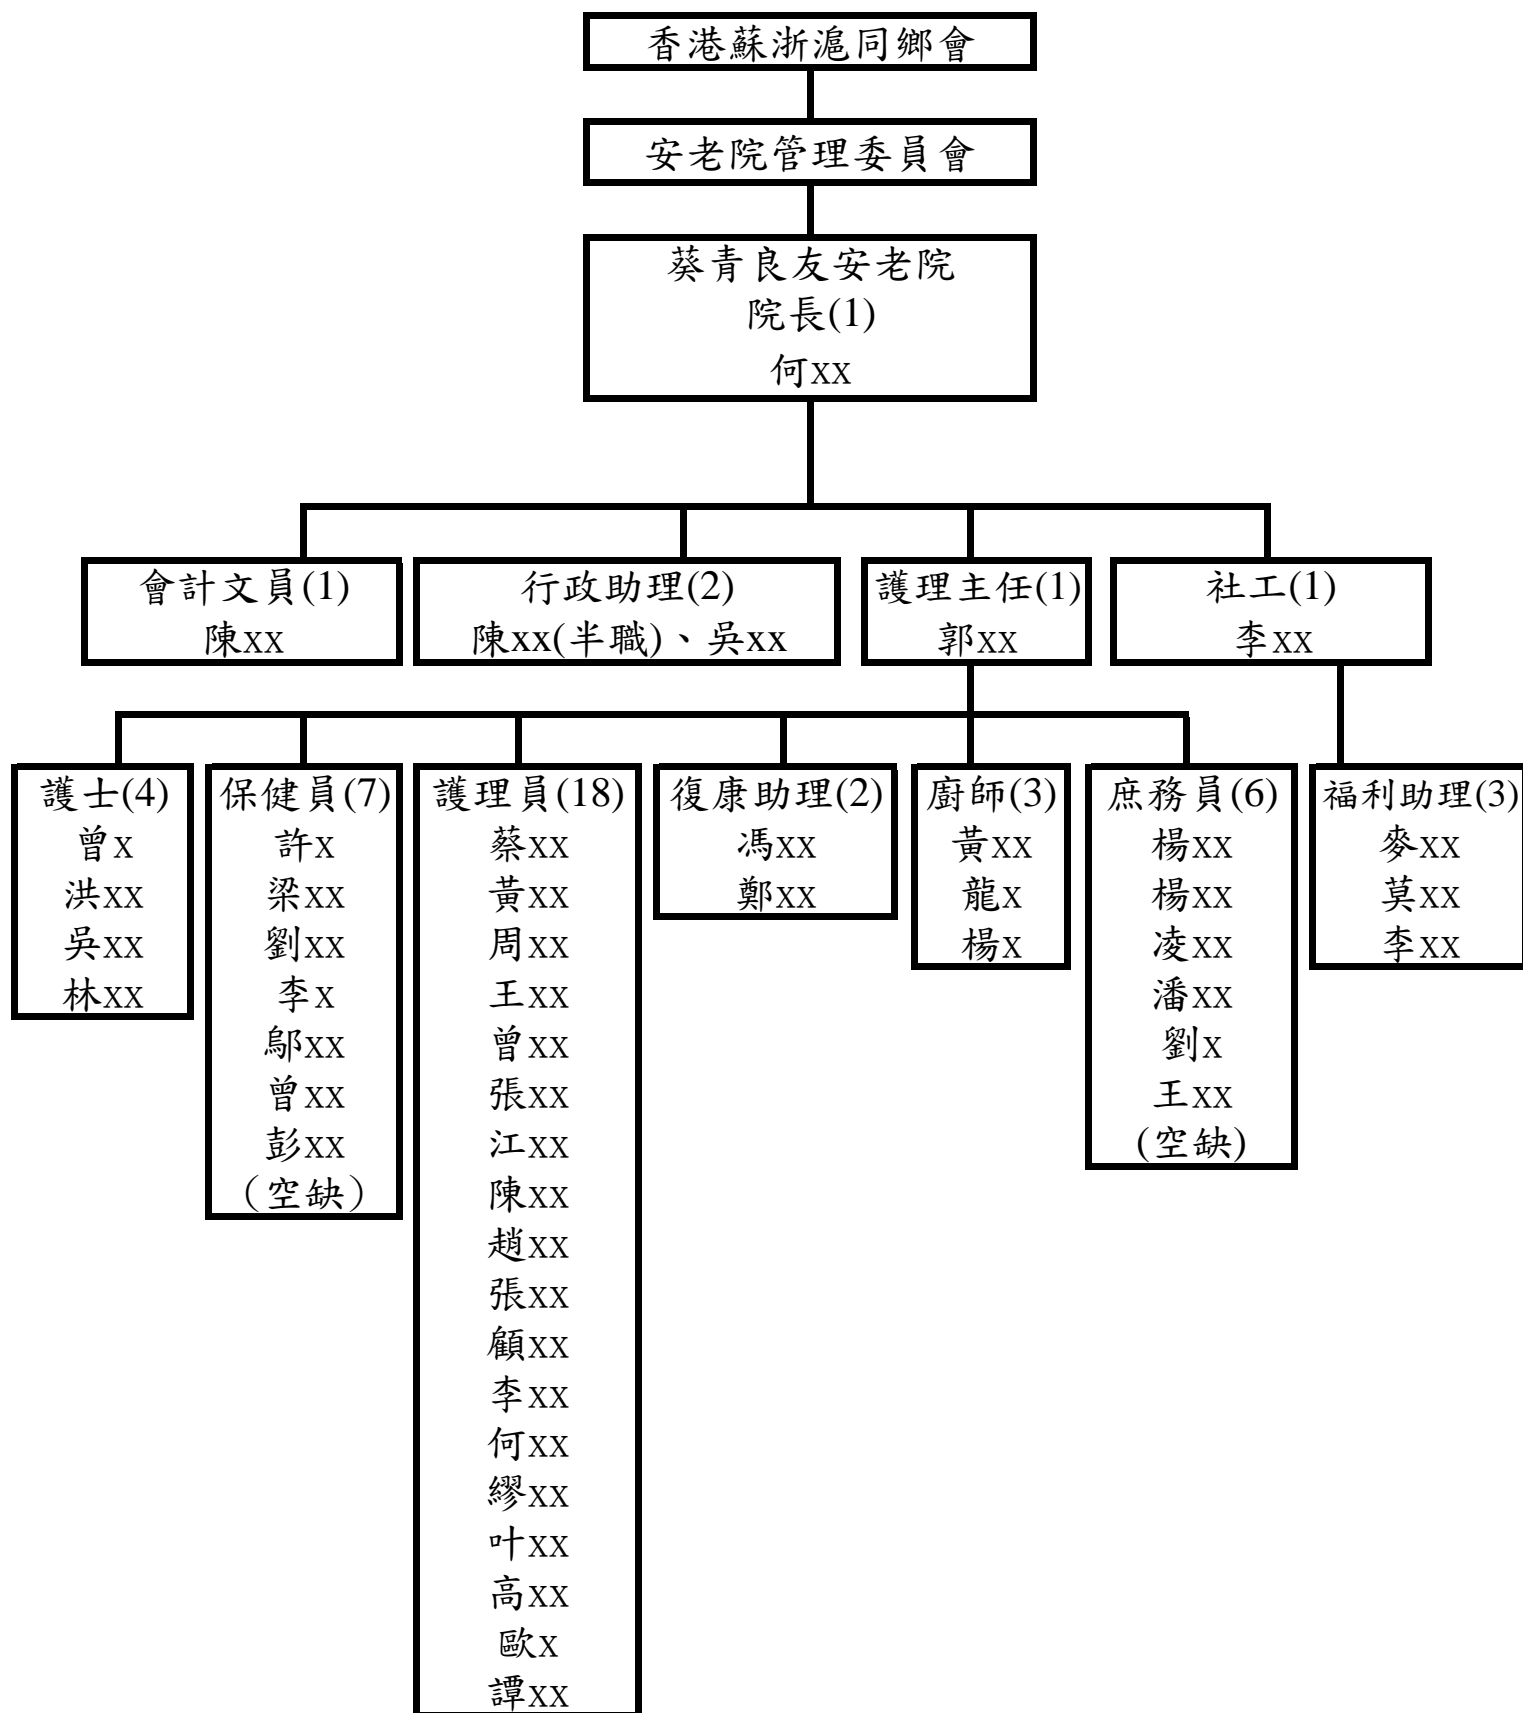 香港蘇浙滬同鄉會
安老院管理委員會
葵青良友安老院
院長(1)
何xx
會計文員(1)
陳xx
行政助理(2)
陳xx(半職)、吳xx
護理主任(1)
郭xx
社工(1)
李xx
護士(4)
曾x
洪xx
吳xx
林xx
保健員(7)
許x
梁xx
劉xx
李x
鄔xx
曾xx
彭xx
（空缺）
護理員(18)
蔡xx
黃xx
周xx
王xx
曾xx
張xx
江xx
陳xx
趙xx
張xx
顧xx
李xx
何xx
繆xx
叶xx
高xx
歐x
譚xx
復康助理(2)
馮xx
鄭xx
廚師(3)
黃xx
龍x
楊x
庶務員(6)
楊xx
楊xx
凌xx
潘xx
劉x
王xx
(空缺)
福利助理(3)
麥xx
莫xx
李xx